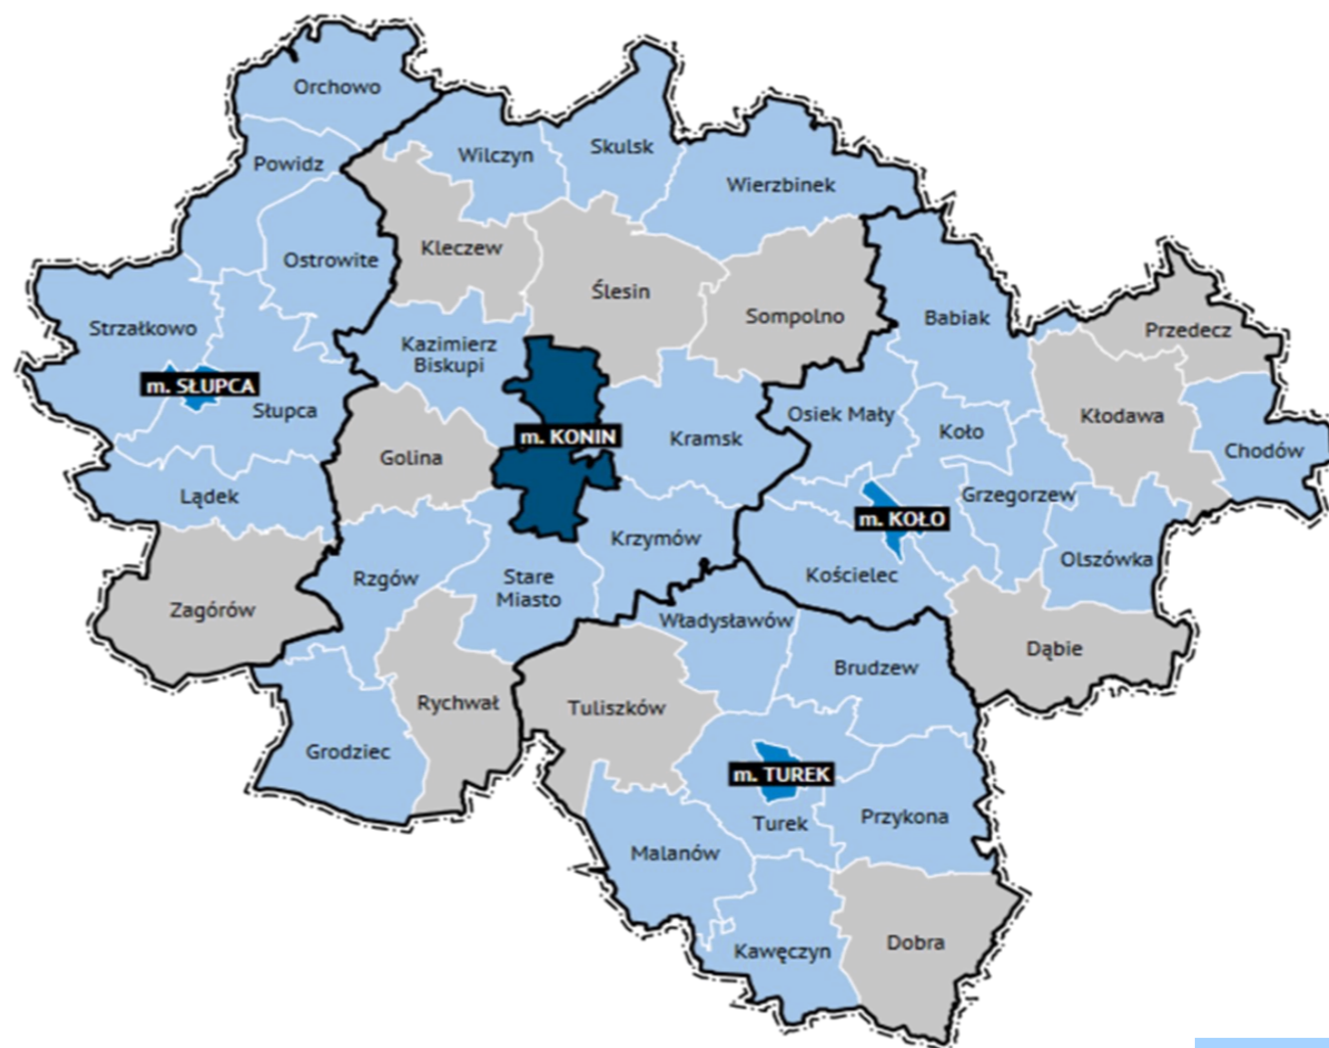 Orchowo
Powidz
Wilczyn
Skulsk
Wierzbinek
Kleczew
Ostrowite
Ślesin
Sompolno
Strzałkowo
Babiak
Przedecz
Kazimierz
Biskupi
m. SŁUPCA
Słupca
Osiek Mały
Koło
Kłodawa
m. KONIN
Kramsk
Chodów
Golina
Lądek
Grzegorzew
m. KOŁO
Krzymów
Olszówka
Rzgów
Stare
Miasto
Kościelec
Zagórów
Władysławów
Dąbie
Brudzew
Rychwał
Tuliszków
Grodziec
m. TUREK
Turek
Przykona
Malanów
Kawęczyn
Dobra